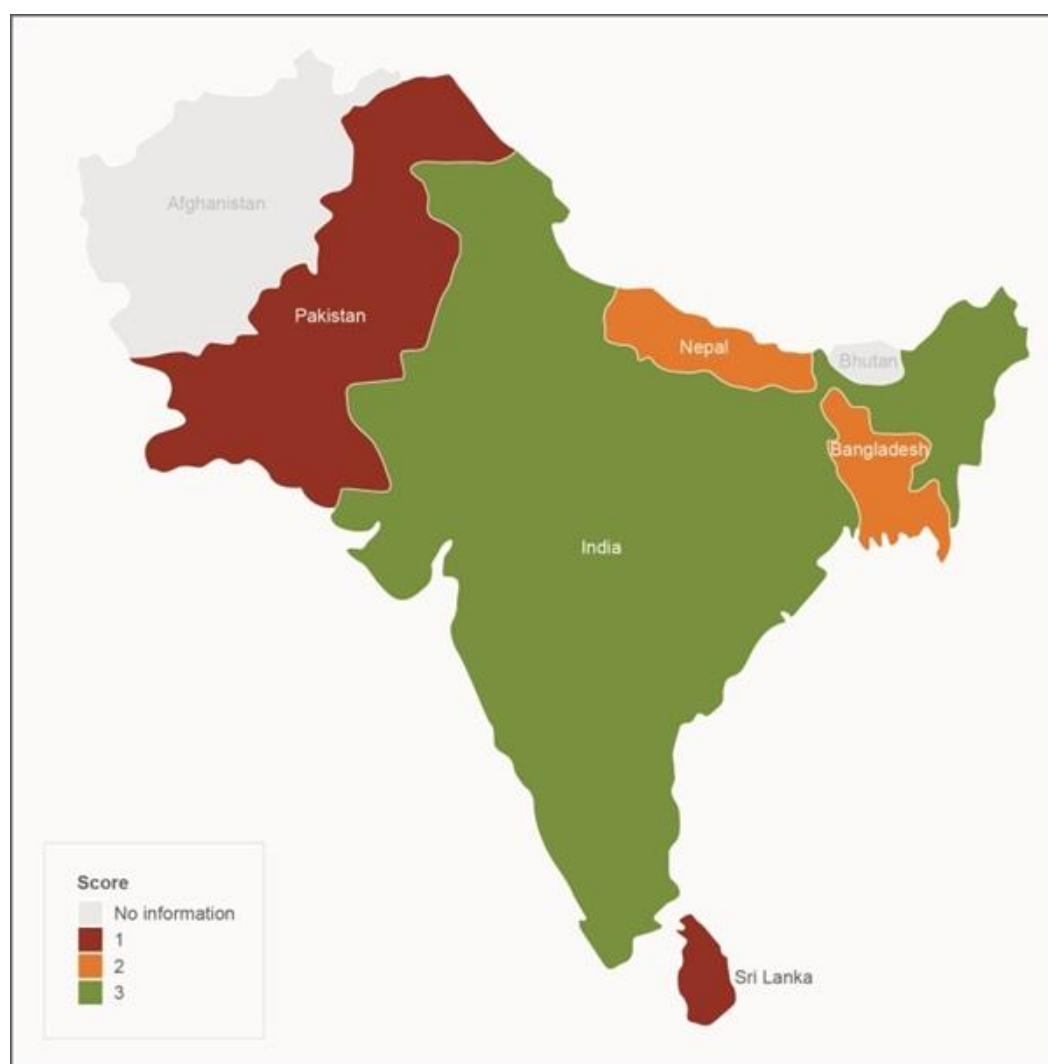 Afghanistan
Pakistan
Nepal
Bhutan
Bangladesh
India
Sri Lanka
Score
No information
1
2
3